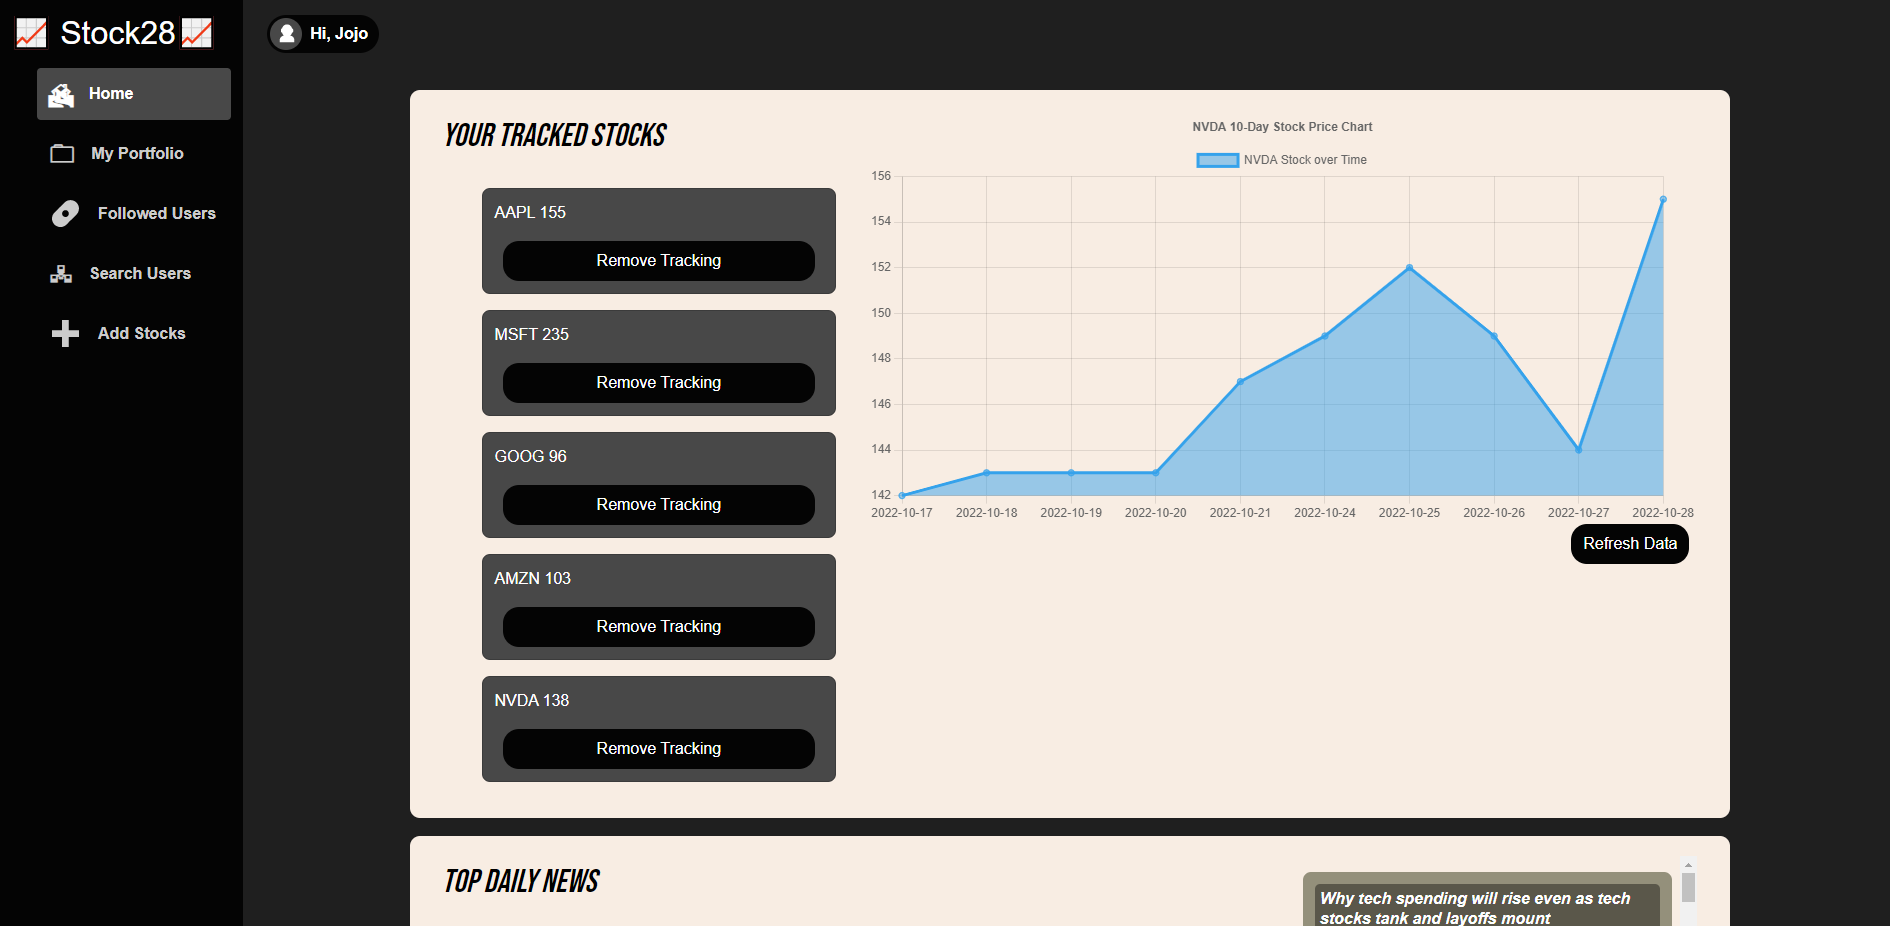 Stock28
Hi, Jojo
Home
My Portfolio
Followed Users
Search Users
Add Stocks
YOUR TRACKED STOCKS
AAPL 155
Remove Tracking
MSFT 235
Remove Tracking
GOOG 96
Remove Tracking
AMZN 103
Remove Tracking
NVDA 138
Remove Tracking
NVDA 10-Day Stock Price Chart
NVDA Stock over Time
156
154
152
150
148
146
144
142
2022-10-17 2022-10-18 2022-10-19 2022-10-20 2022-10-21 2022-10-24 2022-10-25 2022-10-26 2022-10-27 2022-10-28
Refresh Data
TOP DAILY NEWS
Why tech spending will rise even as tech
stocks tank and layoffs mount